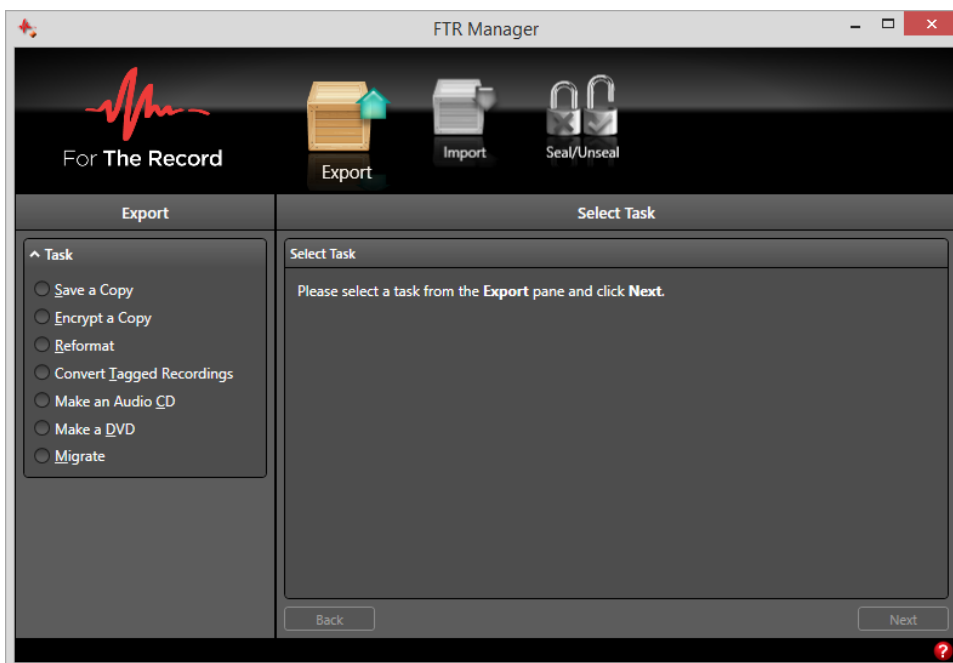 FTR Manager
For The Record
Export
Import
Seal/Unseal
Export
Select Task
Task
Save a Copy
Encrypt a Copy
Reformat
Convert Tagged Recordings
Make an Audio CD
Make a DVD
Migrate
Select Task
Please select a task from the Export pane and click Next.
Back
Next
?